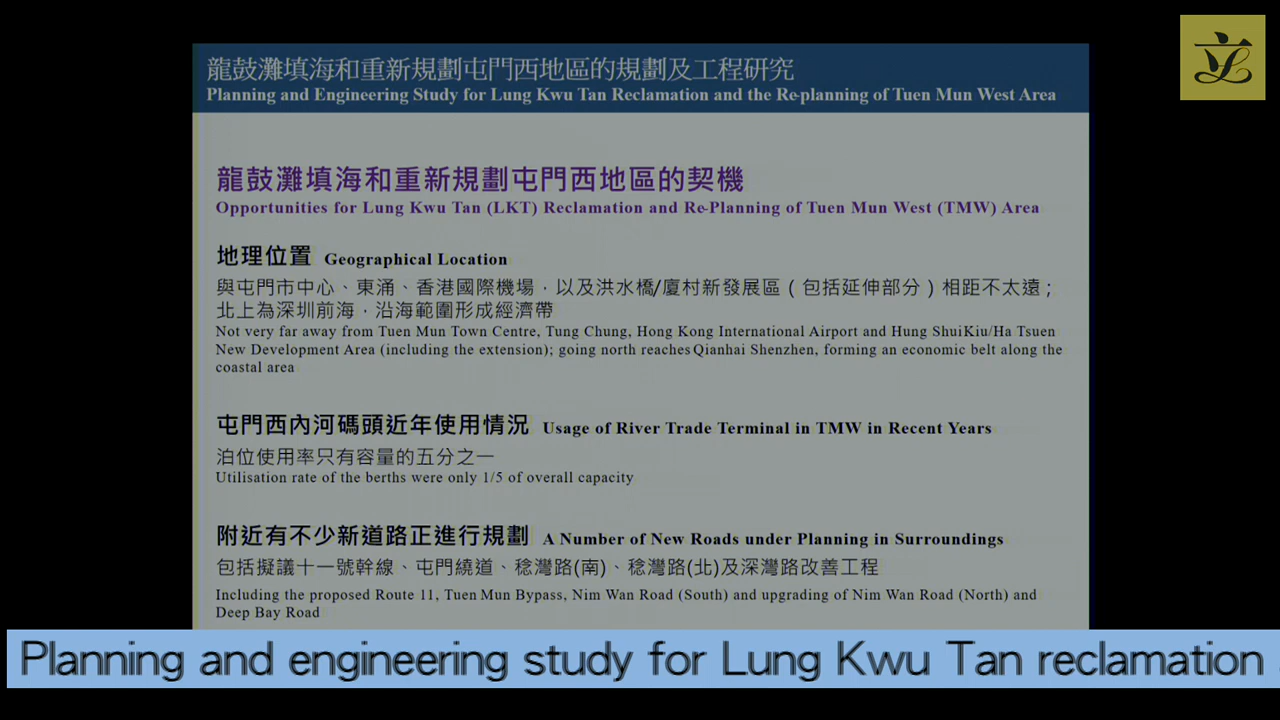 龍鼓灘填海和重新規劃屯門西地區的規劃及工程研究
Planning and Engineering Study for Lung Kwu Tan Reclamation and the Re-planning of Tuen Mun West Area
龍鼓灘填海和重新規劃屯門西地區的契機
Opportunities for Lung Kwu Tan (LKT) Reclamation and Re-Planning of Tuen Mun West (TMW) Area
地理位置 Geographical Location
與屯門市中心、東涌、香港國際機場，以及洪水橋/廈村新發展區（包括延伸部分）相距不太遠；
北上為深圳前海，沿海範圍形成經濟帶
Not very far away from Tuen Mun Town Centre, Tung Chung, Hong Kong International Airport and Hung ShuiKiu/Ha Tsuen
New Development Area (including the extension); going north reaches Qianhai Shenzhen, forming an economic belt along the
coastal area
屯門西內河碼頭近年使用情況 Usage of River Trade Terminal in TMW in Recent Years
泊位使用率只有容量的五分之一
Utilisation rate of the berths were only 1/5 of overall capacity
附近有不少新道路正進行規劃 A Number of New Roads under Planning in Surroundings
包括擬議十一號幹線、屯門繞道、稔灣路(南)、稔灣路(北)及深灣路改善工程
Including the proposed Route 11, Tuen Mun Bypass, Nim Wan Road (South) and upgrading of Nim Wan Road (North) and
Deep Bay Road
Planning and engineering study for Lung Kwu Tan reclamation